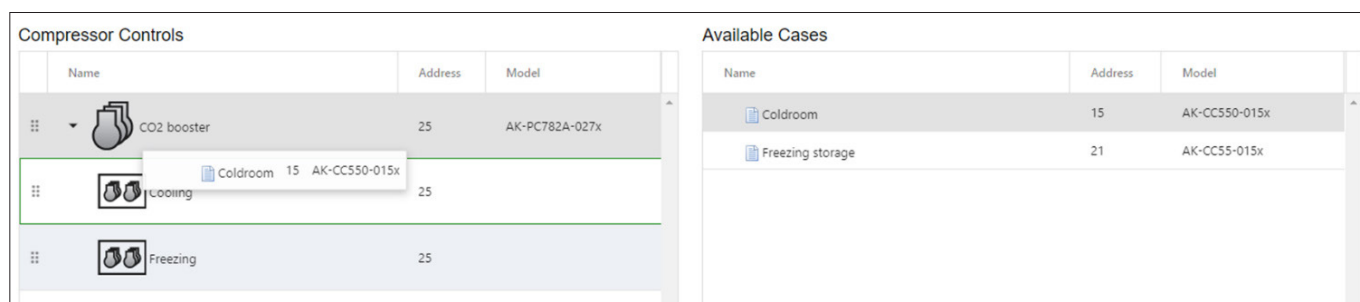 Compressor Controls
Name Address Model
CO2 booster 25 AK-PC782A-027x
Coldroom 15 AK-CC550-015x
Cooling 25
Freezing 25
Available Cases
Name Address Model
Coldroom 15 AK-CC550-015x
Freezing storage 21 AK-CC55-015x